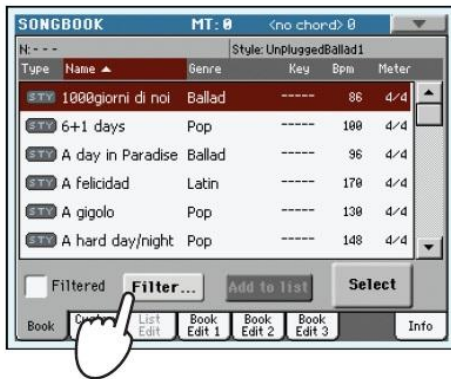 SONGBOOK MT: 0 <no chord> 0
N: - - - Style: UnpluggedBallad1
Type Name Genre Key Bpm Meter
STY 1000giorni di noi Ballad ----- 86 4/4
STY 6+1 days Pop ----- 100 4/4
STY A day in Paradise Ballad ----- 96 4/4
STY A felicidad Latin ----- 170 4/4
STY A gigolo Pop ----- 130 4/4
STY A hard day/night Pop ----- 148 4/4
Filtered Filter... Add to list Select
Book List Edit Book Edit 1 Book Edit 2 Book Edit 3 Info